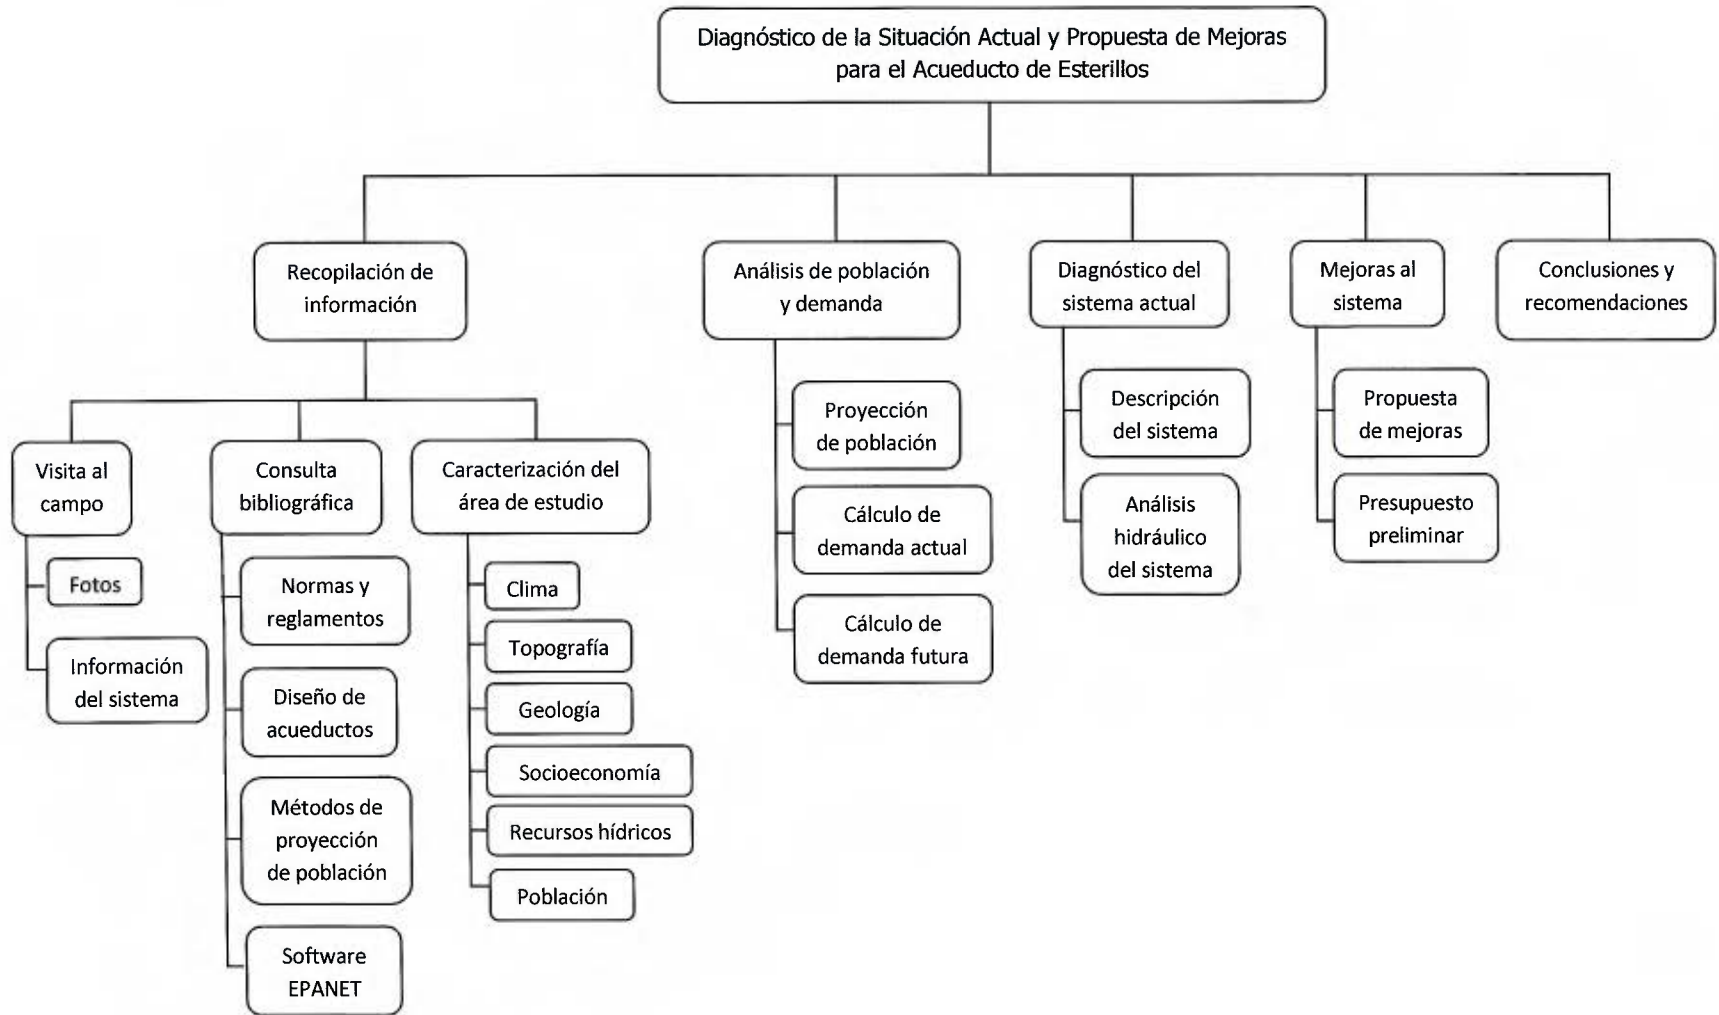 Diagnóstico de la Situación Actual y Propuesta de Mejoras
para el Acueducto de Esterillos
Recopilación de
información
Análisis de población
y demanda
Diagnóstico del
sistema actual
Mejoras al
sistema
Conclusiones y
recomendaciones
Visita al
campo
Fotos
Información
del sistema
Consulta
bibliográfica
Normas y
reglamentos
Diseño de
acueductos
Métodos de
proyección
de población
Software
EPANET
Caracterización del
área de estudio
Clima
Topografía
Geología
Socioeconomía
Recursos hídricos
Población
Proyección
de población
Cálculo de
demanda actual
Cálculo de
demanda futura
Descripción
del sistema
Análisis
hidráulico
del sistema
Propuesta
de mejoras
Presupuesto
preliminar